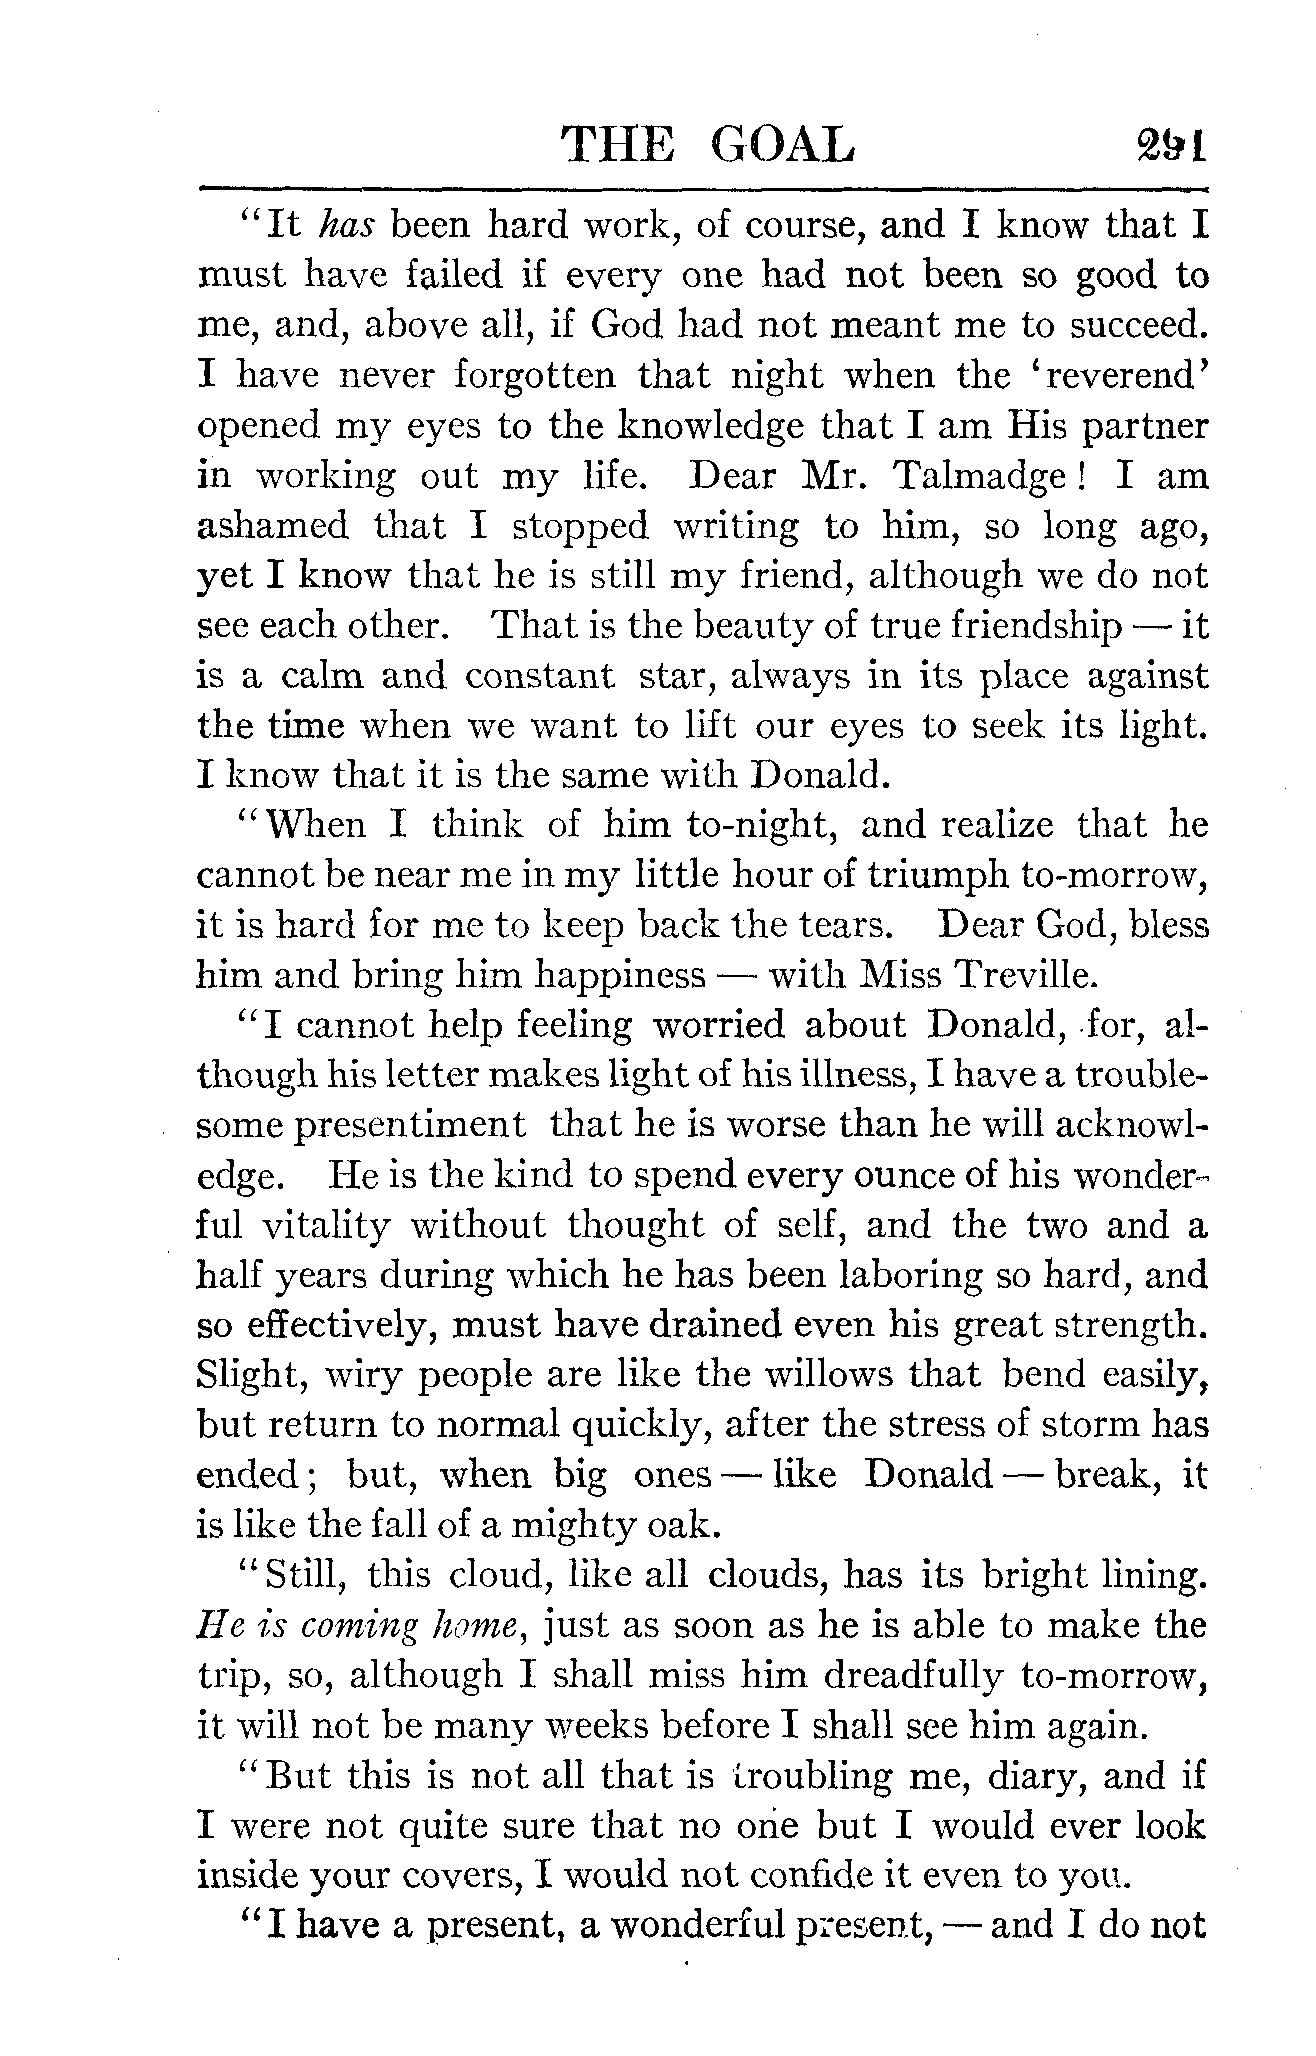 THE GOAL 291
"It has been hard work, of course, and I know that I
must have failed if every one had not been so good to
me, and, above all, if God had not meant me to succeed.
I have never forgotten that night when the 'reverend'
opened my eyes to the knowledge that I am His partner
in working out my life. Dear Mr. Talmadge! I am
ashamed that I stopped writing to him, so long ago,
yet I know that he is still my friend, although we do not
see each other. That is the beauty of true friendship — it
is a calm and constant star, always in its place against
the time when we want to lift our eyes to seek its light.
I know that it is the same with Donald.
"When I think of him to-night, and realize that he
cannot be near me in my little hour of triumph to-morrow,
it is hard for me to keep back the tears. Dear God, bless
him and bring him happiness — with Miss Treville.
"I cannot help feeling worried about Donald, for, al-
though his letter makes light of his illness, I have a trouble-
some presentiment that he is worse than he will acknowl-
edge. He is the kind to spend every ounce of his wonder-
ful vitality without thought of self, and the two and a
half years during which he has been laboring so hard, and
so effectively, must have drained even his great strength.
Slight, wiry people are like the willows that bend easily,
but return to normal quickly, after the stress of storm has
ended; but, when big ones — like Donald — break, it
is like the fall of a mighty oak.
"Still, this cloud, like all clouds, has its bright lining.
He is coming home, just as soon as he is able to make the
trip, so, although I shall miss him dreadfully to-morrow,
it will not be many weeks before I shall see him again.
"But this is not all that is troubling me, diary, and if
I were not quite sure that no one but I would ever look
inside your covers, I would not confide it even to you.
"I have a present, a wonderful present, — and I do not